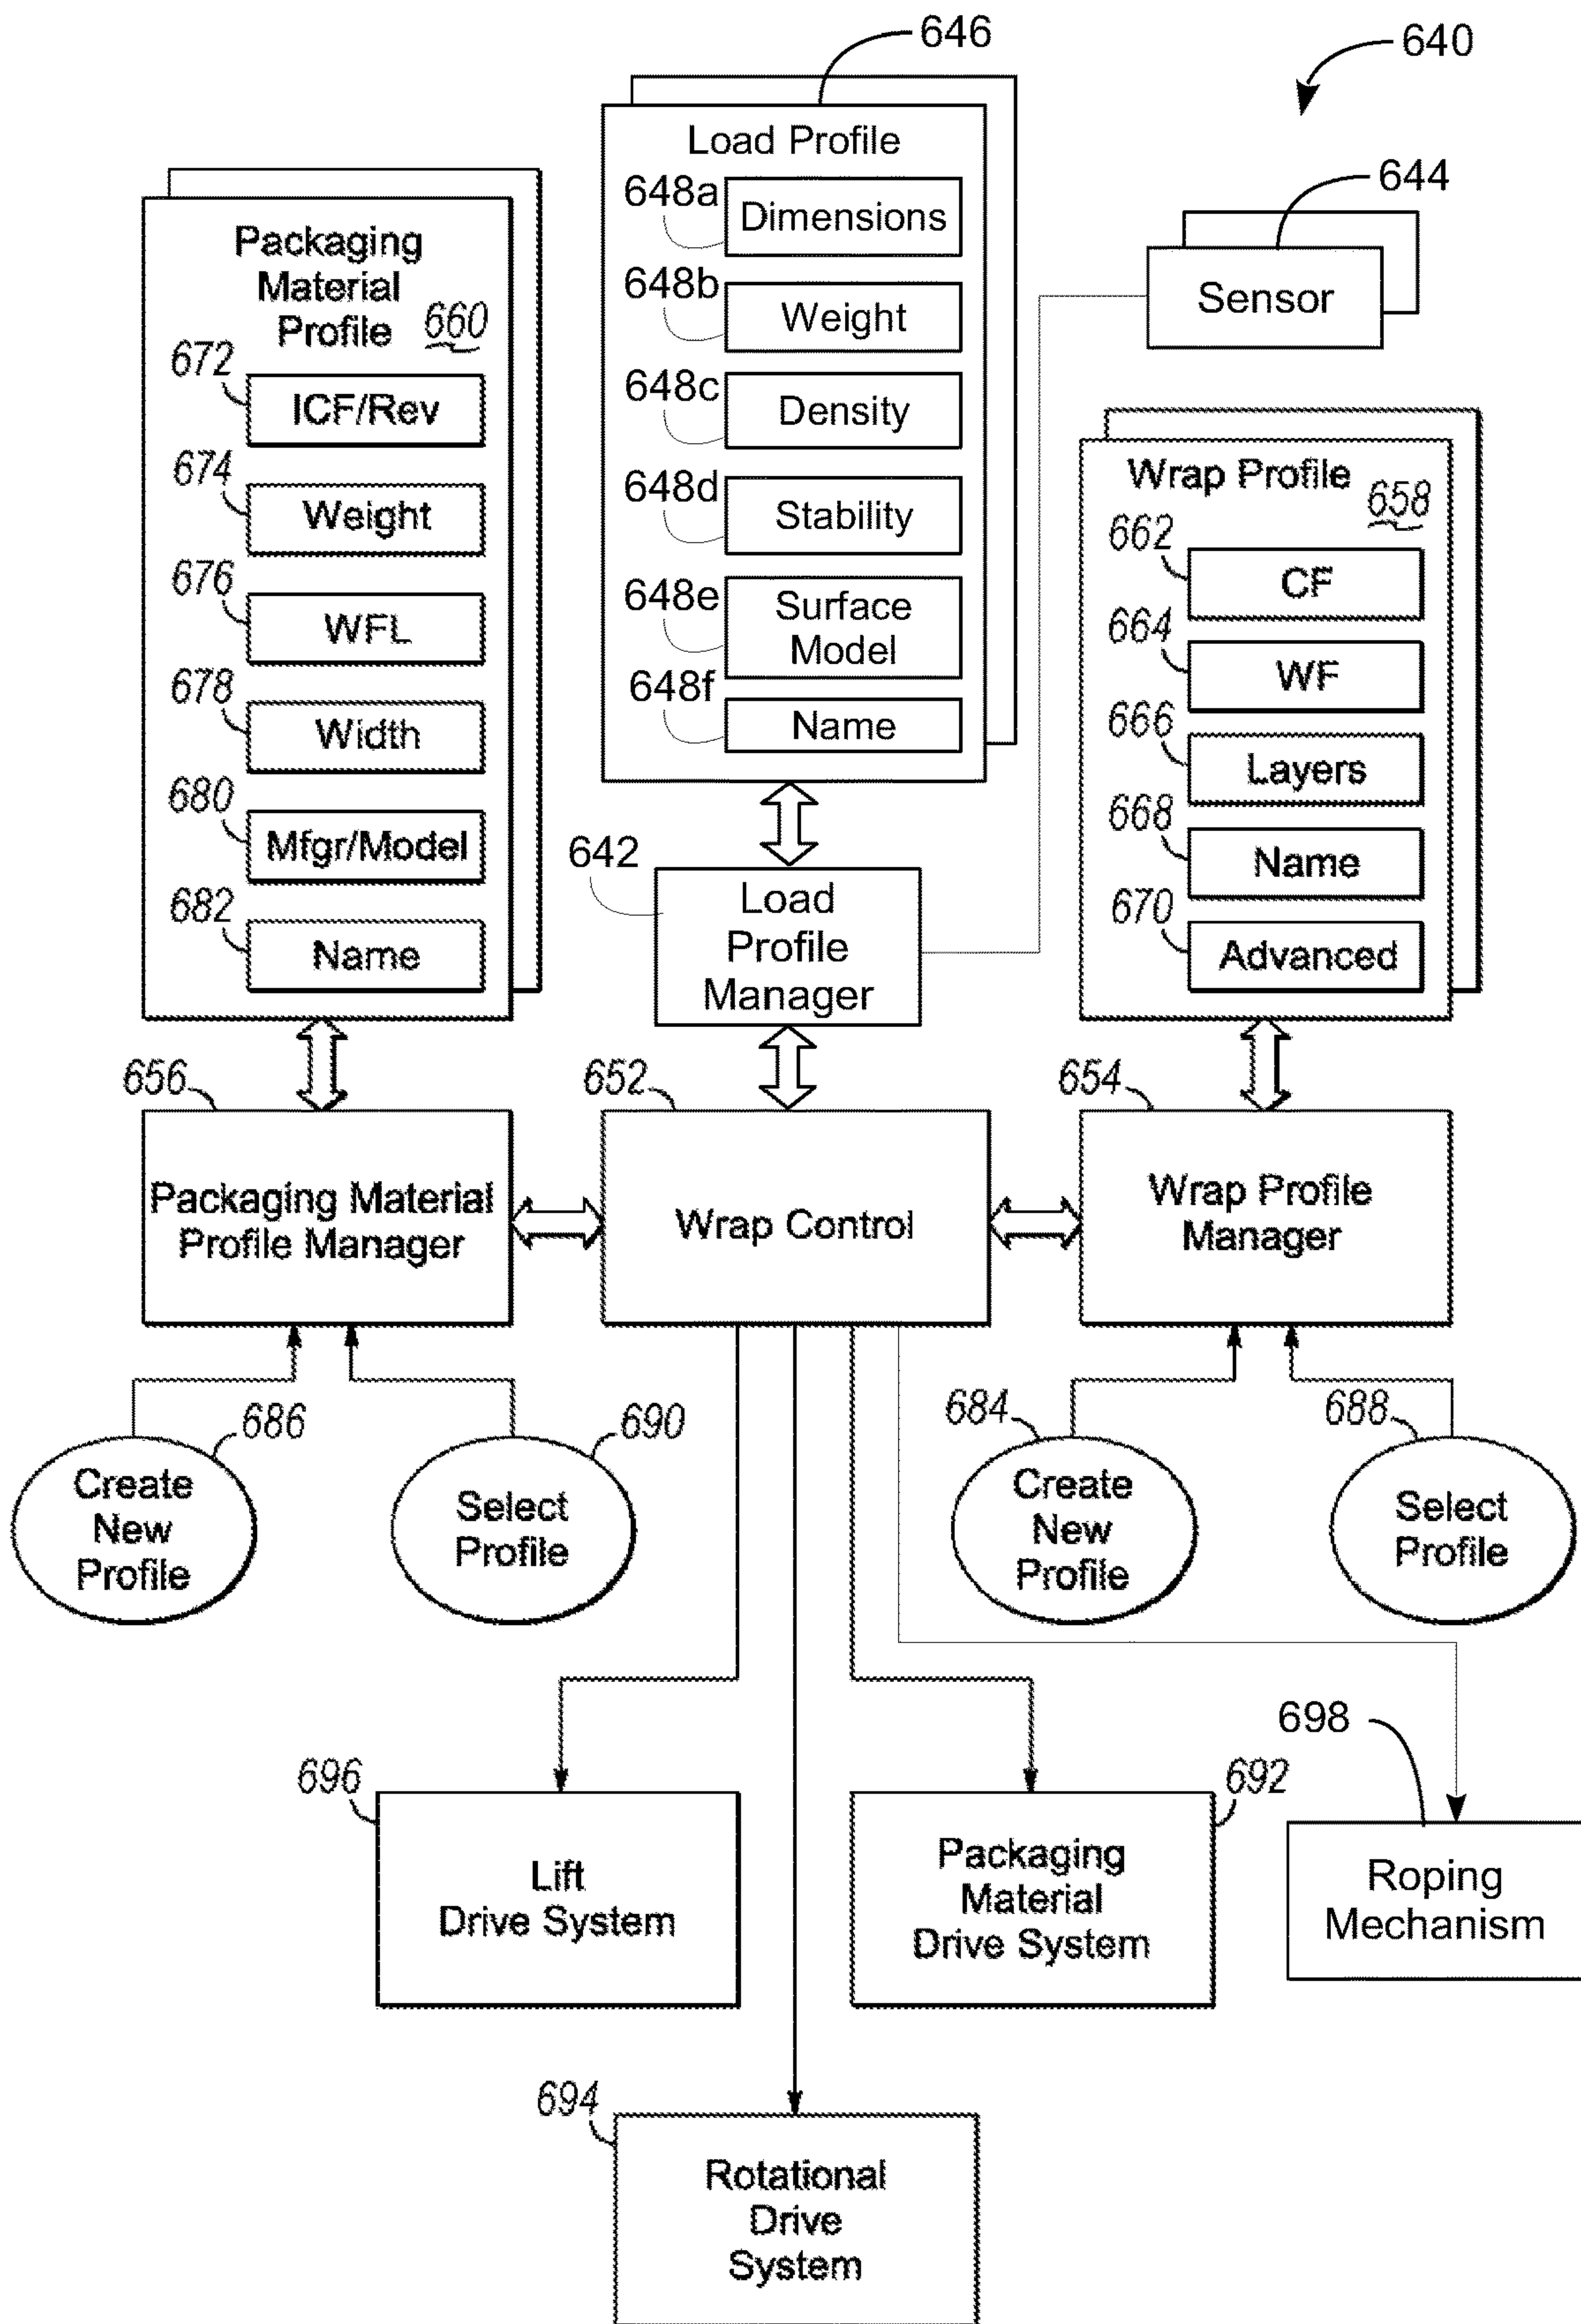 646
640
Load Profile
648a
Dimensions
648b
Weight
648c
Density
648d
Stability
648e
Surface
Model
648f
Name
644
Sensor
Packaging
Material
Profile
660
672
ICF/Rev
674
Weight
676
WFL
678
Width
680
Mfgr/Model
682
Name
Wrap Profile
658
662
CF
664
WF
666
Layers
668
Name
670
Advanced
642
Load
Profile
Manager
656
Packaging Material
Profile Manager
652
Wrap Control
654
Wrap Profile
Manager
686
Create
New
Profile
690
Select
Profile
684
Create
New
Profile
688
Select
Profile
696
Lift
Drive System
692
Packaging
Material
Drive System
698
Roping
Mechanism
694
Rotational
Drive
System